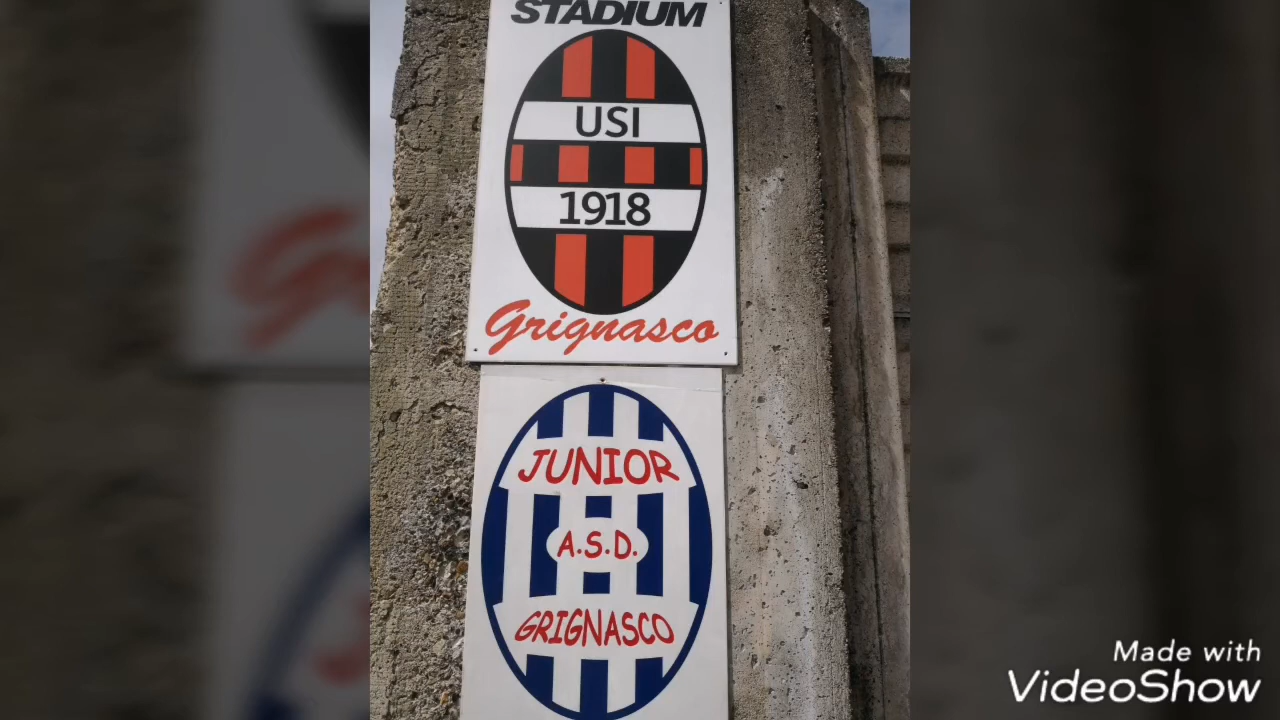 STADIUM
USI
1918
Grignasco
JUNIOR
A.S.D.
GRIGNASCO
Made with
VideoShow